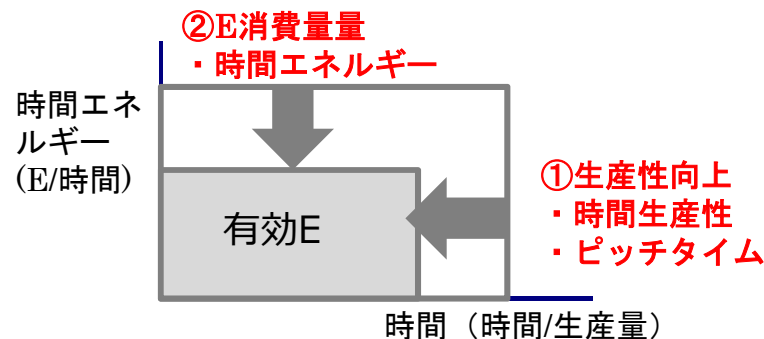 ②E消費量量
・時間エネルギー
時間エネ
ルギー
(E/時間)
①生産性向上
・時間生産性
・ピッチタイム
有効E
時間（時間/生産量）